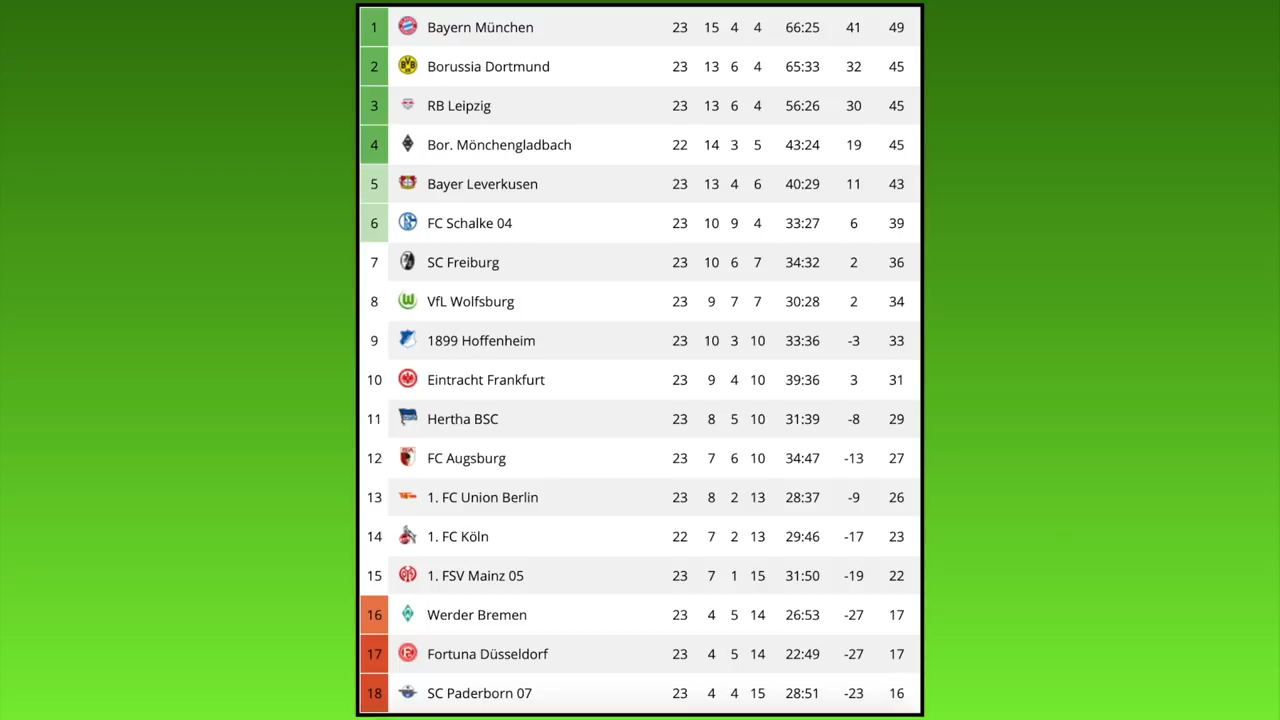 1 Bayern München 23 15 4 4 66:25 41 49
2 Borussia Dortmund 23 13 6 4 65:33 32 45
3 RB Leipzig 23 13 6 4 56:26 30 45
4 Bor. Mönchengladbach 22 14 3 5 43:24 19 45
5 Bayer Leverkusen 23 13 4 6 40:29 11 43
6 FC Schalke 04 23 10 9 4 33:27 6 39
7 SC Freiburg 23 10 6 7 34:32 2 36
8 VfL Wolfsburg 23 9 7 7 30:28 2 34
9 1899 Hoffenheim 23 10 3 10 33:36 -3 33
10 Eintracht Frankfurt 23 9 4 10 39:36 3 31
11 Hertha BSC 23 8 5 10 31:39 -8 29
12 FC Augsburg 23 7 6 10 34:47 -13 27
13 1. FC Union Berlin 23 8 2 13 28:37 -9 26
14 1. FC Köln 22 7 2 13 29:46 -17 23
15 1. FSV Mainz 05 23 7 1 15 31:50 -19 22
16 Werder Bremen 23 4 5 14 26:53 -27 17
17 Fortuna Düsseldorf 23 4 5 14 22:49 -27 17
18 SC Paderborn 07 23 4 4 15 28:51 -23 16